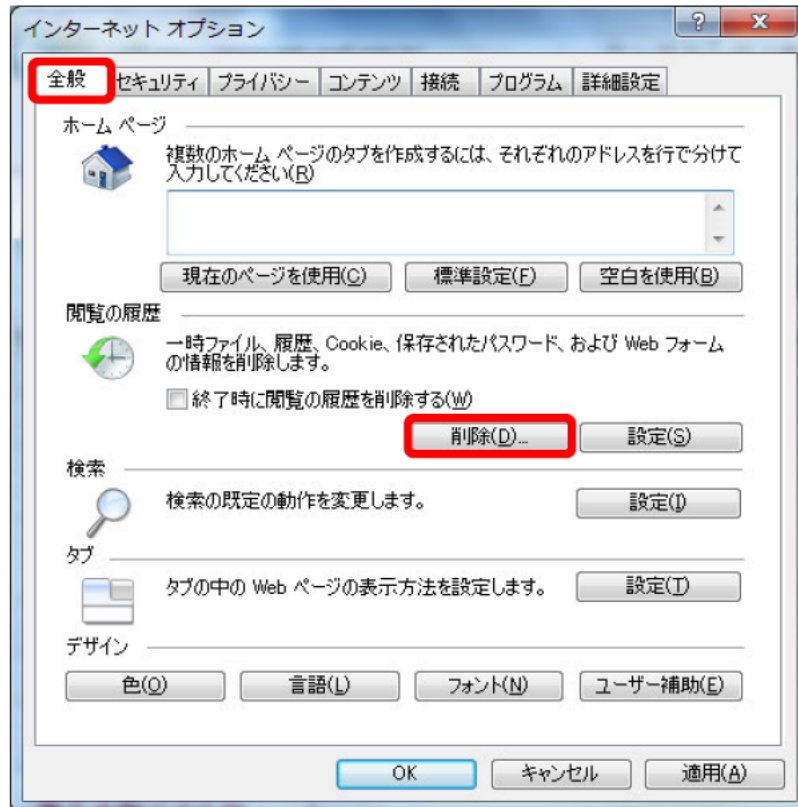 インターネット オプション
全般 セキュリティ プライバシー コンテンツ 接続 プログラム 詳細設定
ホーム ページ
複数のホーム ページのタブを作成するには、それぞれのアドレスを行で分けて
入力してください(R)
現在のページを使用(C) 標準設定(F) 空白を使用(B)
閲覧の履歴
一時ファイル、履歴、Cookie、保存されたパスワード、および Web フォーム
の情報を削除します。
終了時に閲覧の履歴を削除する(W)
削除(D)... 設定(S)
検索
検索の既定の動作を変更します。 設定(I)
タブ
タブの中の Web ページの表示方法を設定します。 設定(T)
デザイン
色(O) 言語(L) フォント(N) ユーザー補助(E)
OK キャンセル 適用(A)